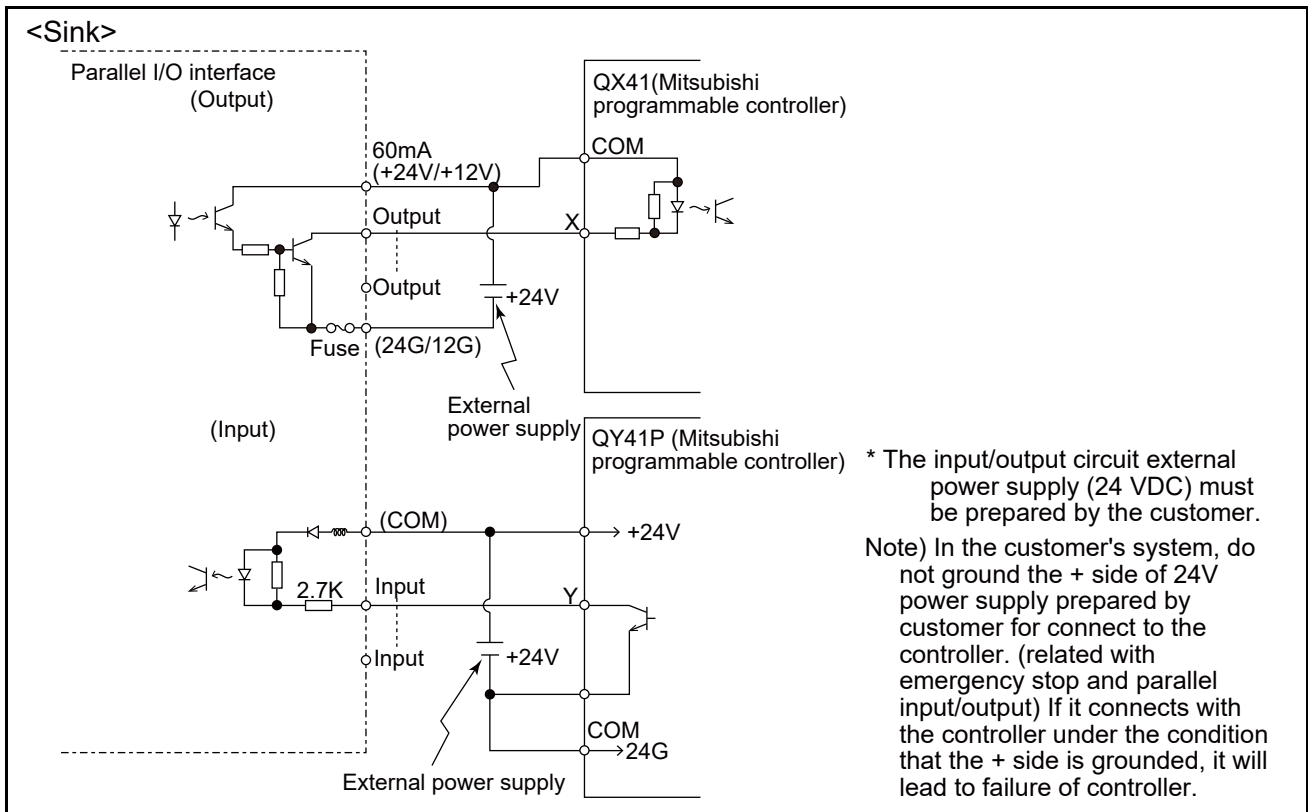 <Sink>
Parallel I/O interface
(Output)
QX41(Mitsubishi
programmable controller)
60mA
(+24V/+12V)
COM
Output
X
Output
+24V
Fuse
(24G/12G)
External
power supply
(Input)
QY41P (Mitsubishi
programmable controller)
(COM)
+24V
2.7K
Input
Y
Input
+24V
COM
24G
External power supply
* The input/output circuit external
power supply (24 VDC) must
be prepared by the customer.
Note) In the customer's system, do
not ground the + side of 24V
power supply prepared by
customer for connect to the
controller. (related with
emergency stop and parallel
input/output) If it connects with
the controller under the condition
that the + side is grounded, it will
lead to failure of controller.